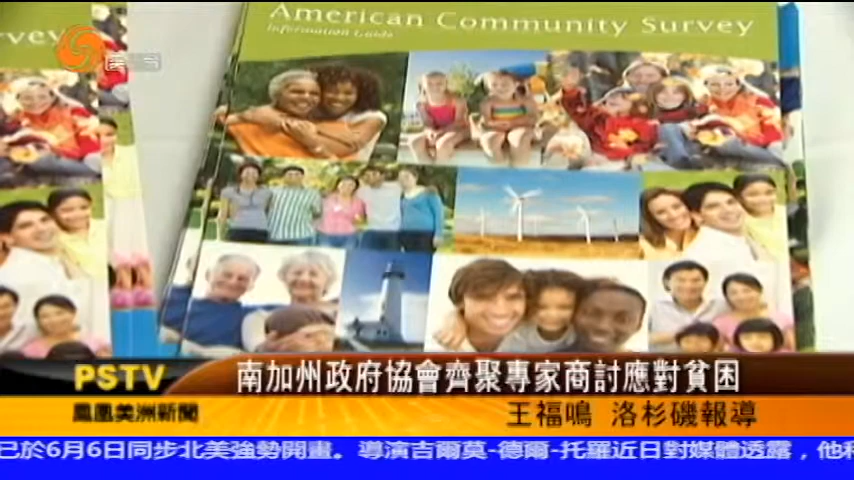 American Community Survey
Information Guide
vey
美洲
PSTV
南加州政府協會齊聚專家商討應對貧困
鳳凰美洲新聞
王福鳴 洛杉磯報導
已於6月6日同步北美強勢開畫。導演吉爾莫-德爾-托羅近日對媒體透露，他